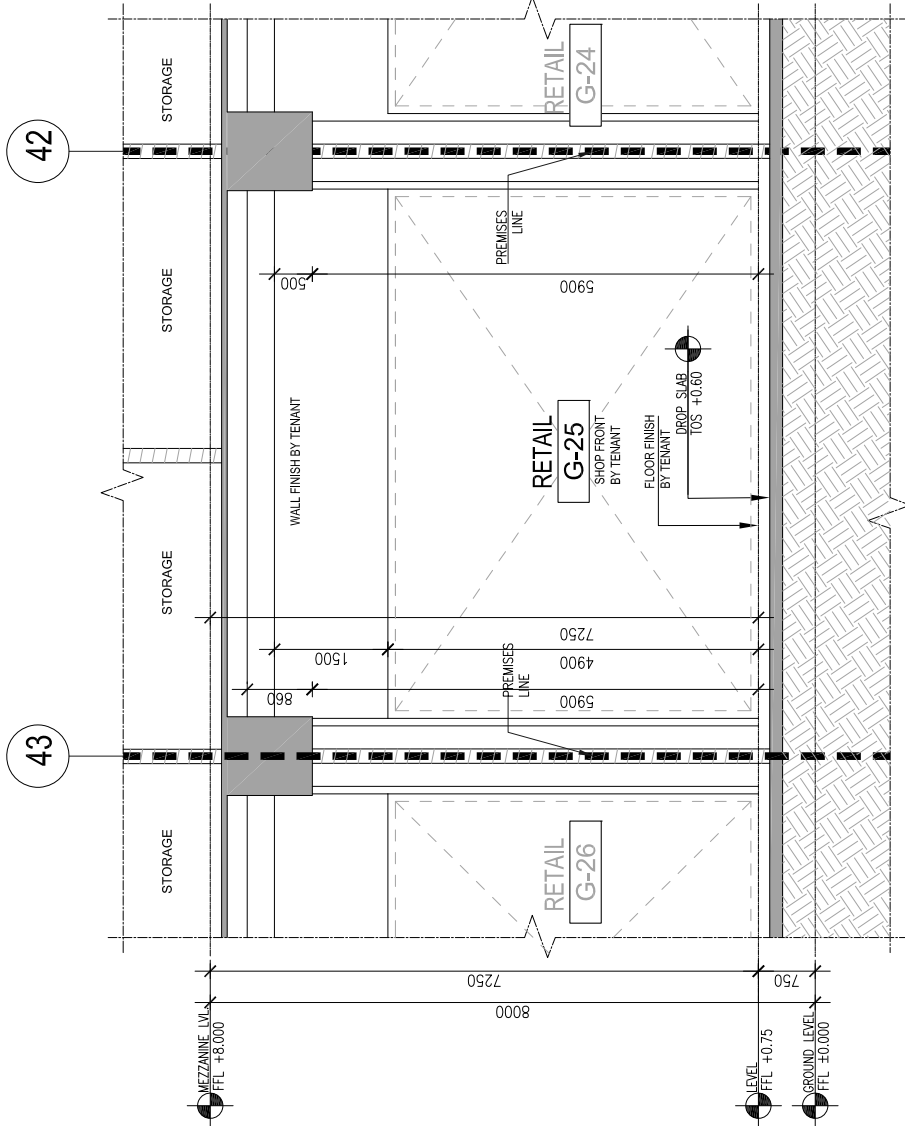 42
43
STORAGE
STORAGE
STORAGE
STORAGE
RETAIL
G-24
PREMISES
LINE
500
5900
WALL FINISH BY TENANT
RETAIL
G-25
SHOP FRONT
BY TENANT
FLOOR FINISH
BY TENANT
DROP SLAB
TOS +0.60
7250
1500
4900
860
5900
PREMISES
LINE
RETAIL
G-26
7250
750
8000
MEZZANINE LVL.
FFL +8.000
LEVEL
FFL +0.75
GROUND LEVEL
FFL ±0.000